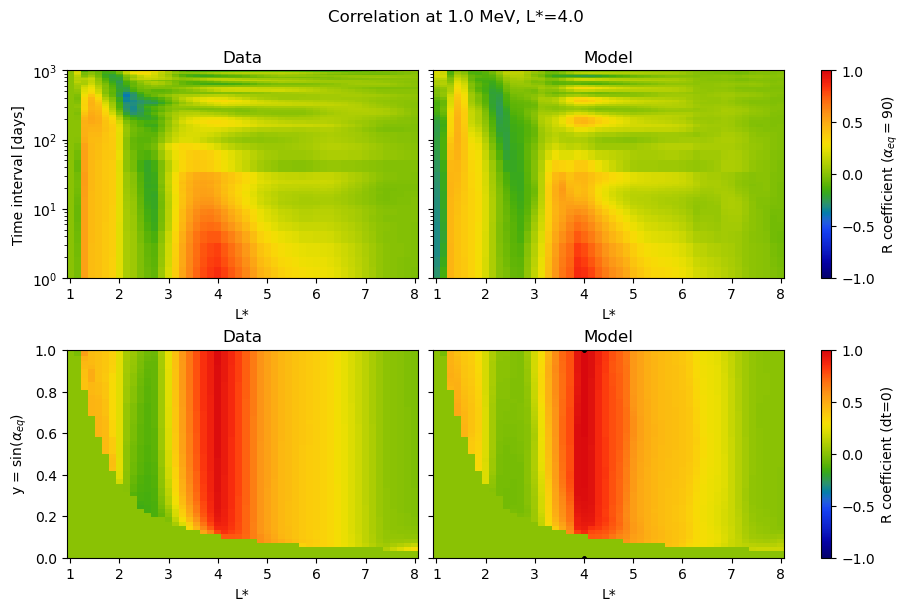 Correlation at 1.0 MeV, L*=4.0
Data
Model
Time interval [days]
10³
10²
10¹
10⁰
1 2 3 4 5 6 7 8
L*
1 2 3 4 5 6 7 8
L*
1.0
0.5
0.0
−0.5
−1.0
R coefficient (α_eq = 90)
Data
Model
y = sin(α_eq)
1.0
0.8
0.6
0.4
0.2
0.0
1 2 3 4 5 6 7 8
L*
1 2 3 4 5 6 7 8
L*
1.0
0.5
0.0
−0.5
−1.0
R coefficient (dt=0)